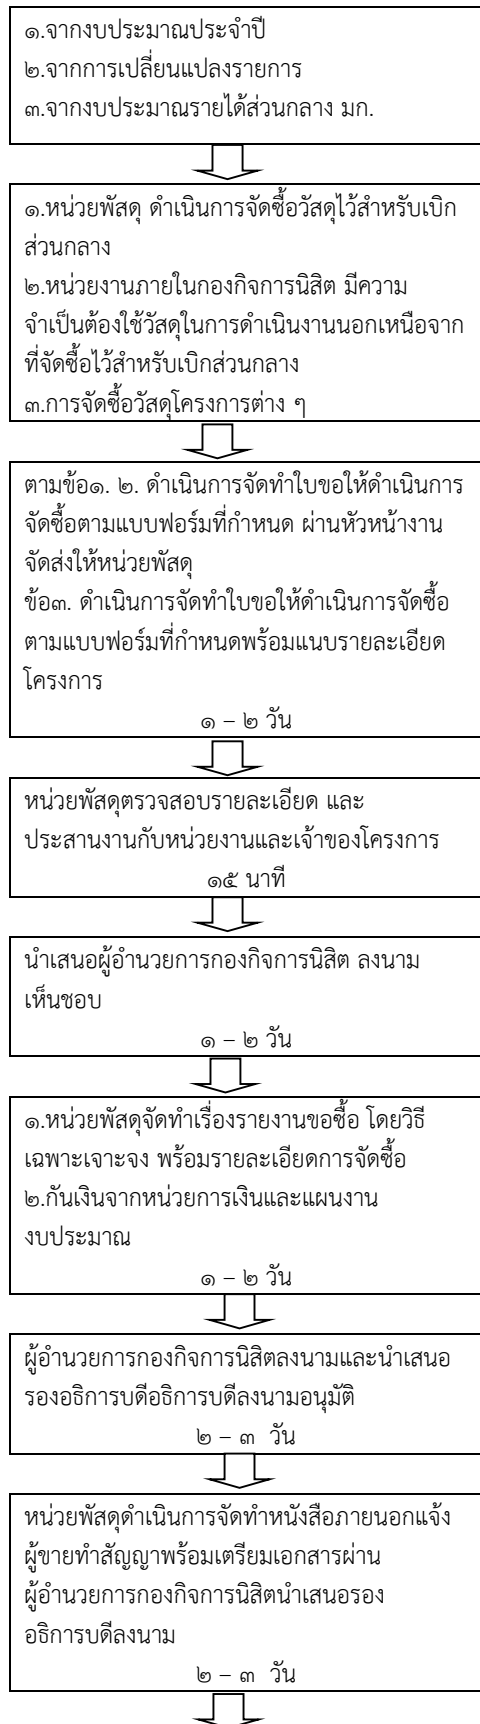 ๑.จากงบประมาณประจำปี
๒.จากการเปลี่ยนแปลงรายการ
๓.จากงบประมาณรายได้ส่วนกลาง มก.
๑.หน่วยพัสดุ ดำเนินการจัดซื้อวัสดุไว้สำหรับเบิก
ส่วนกลาง
๒.หน่วยงานภายในกองกิจการนิสิต มีความ
จำเป็นต้องใช้วัสดุในการดำเนินงานนอกเหนือจาก
ที่จัดซื้อไว้สำหรับเบิกส่วนกลาง
๓.การจัดซื้อวัสดุโครงการต่าง ๆ
ตามข้อ๑. ๒. ดำเนินการจัดทำใบขอให้ดำเนินการ
จัดซื้อตามแบบฟอร์มที่กำหนด ผ่านหัวหน้างาน
จัดส่งให้หน่วยพัสดุ
ข้อ๓. ดำเนินการจัดทำใบขอให้ดำเนินการจัดซื้อ
ตามแบบฟอร์มที่กำหนดพร้อมแนบรายละเอียด
โครงการ
๑ – ๒ วัน
หน่วยพัสดุตรวจสอบรายละเอียด และ
ประสานงานกับหน่วยงานและเจ้าของโครงการ
๑๕ นาที
นำเสนอผู้อำนวยการกองกิจการนิสิต ลงนาม
เห็นชอบ
๑ – ๒ วัน
๑.หน่วยพัสดุจัดทำเรื่องรายงานขอซื้อ โดยวิธี
เฉพาะเจาะจง พร้อมรายละเอียดการจัดซื้อ
๒.กันเงินจากหน่วยการเงินและแผนงาน
งบประมาณ
๑ – ๒ วัน
ผู้อำนวยการกองกิจการนิสิตลงนามและนำเสนอ
รองอธิการบดีอธิการบดีลงนามอนุมัติ
๒ – ๓ วัน
หน่วยพัสดุดำเนินการจัดทำหนังสือภายนอกแจ้ง
ผู้ขายทำสัญญาพร้อมเตรียมเอกสารผ่าน
ผู้อำนวยการกองกิจการนิสิตนำเสนอรอง
อธิการบดีลงนาม
๒ – ๓ วัน